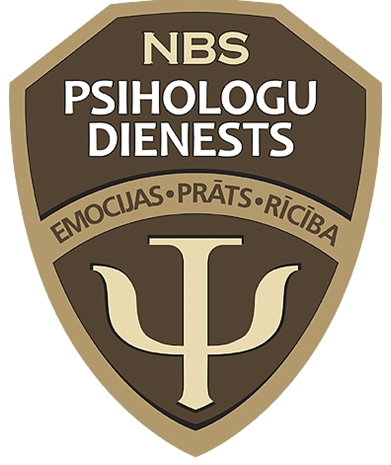 NBS
PSIHOLOGU
DIENESTS
EMOCIJAS•PRĀTS•RĪCĪBA
Ψ